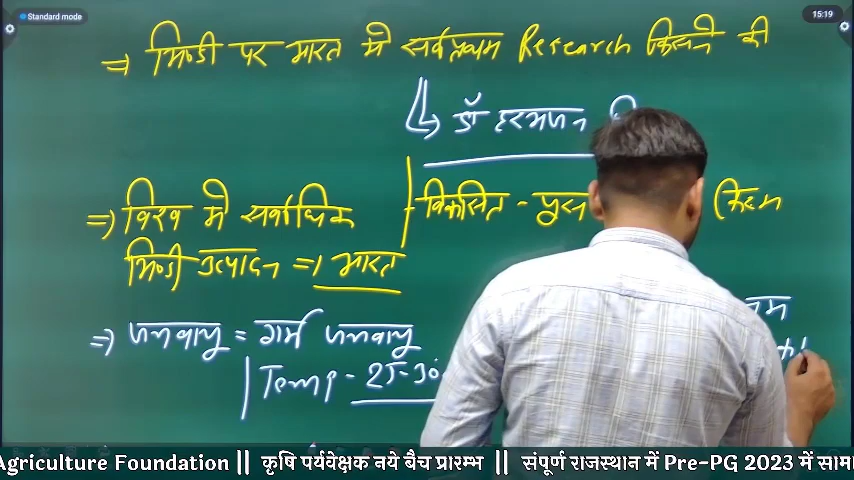 Standard mode
15:19
=> भिण्डी पर भारत मे सर्वप्रथम Research किसने की
डॉ हरभजन
=> विश्व मे सर्वाधिक
भिण्डी उत्पादन => भारत
विकसित - पूसा
(किस्म
=> जलवायु = गर्म जलवायु
Temp - 25-30
Agriculture Foundation || कृषि पर्यवेक्षक नये बैच प्रारम्भ || संपूर्ण राजस्थान में Pre-PG 2023 में सामा